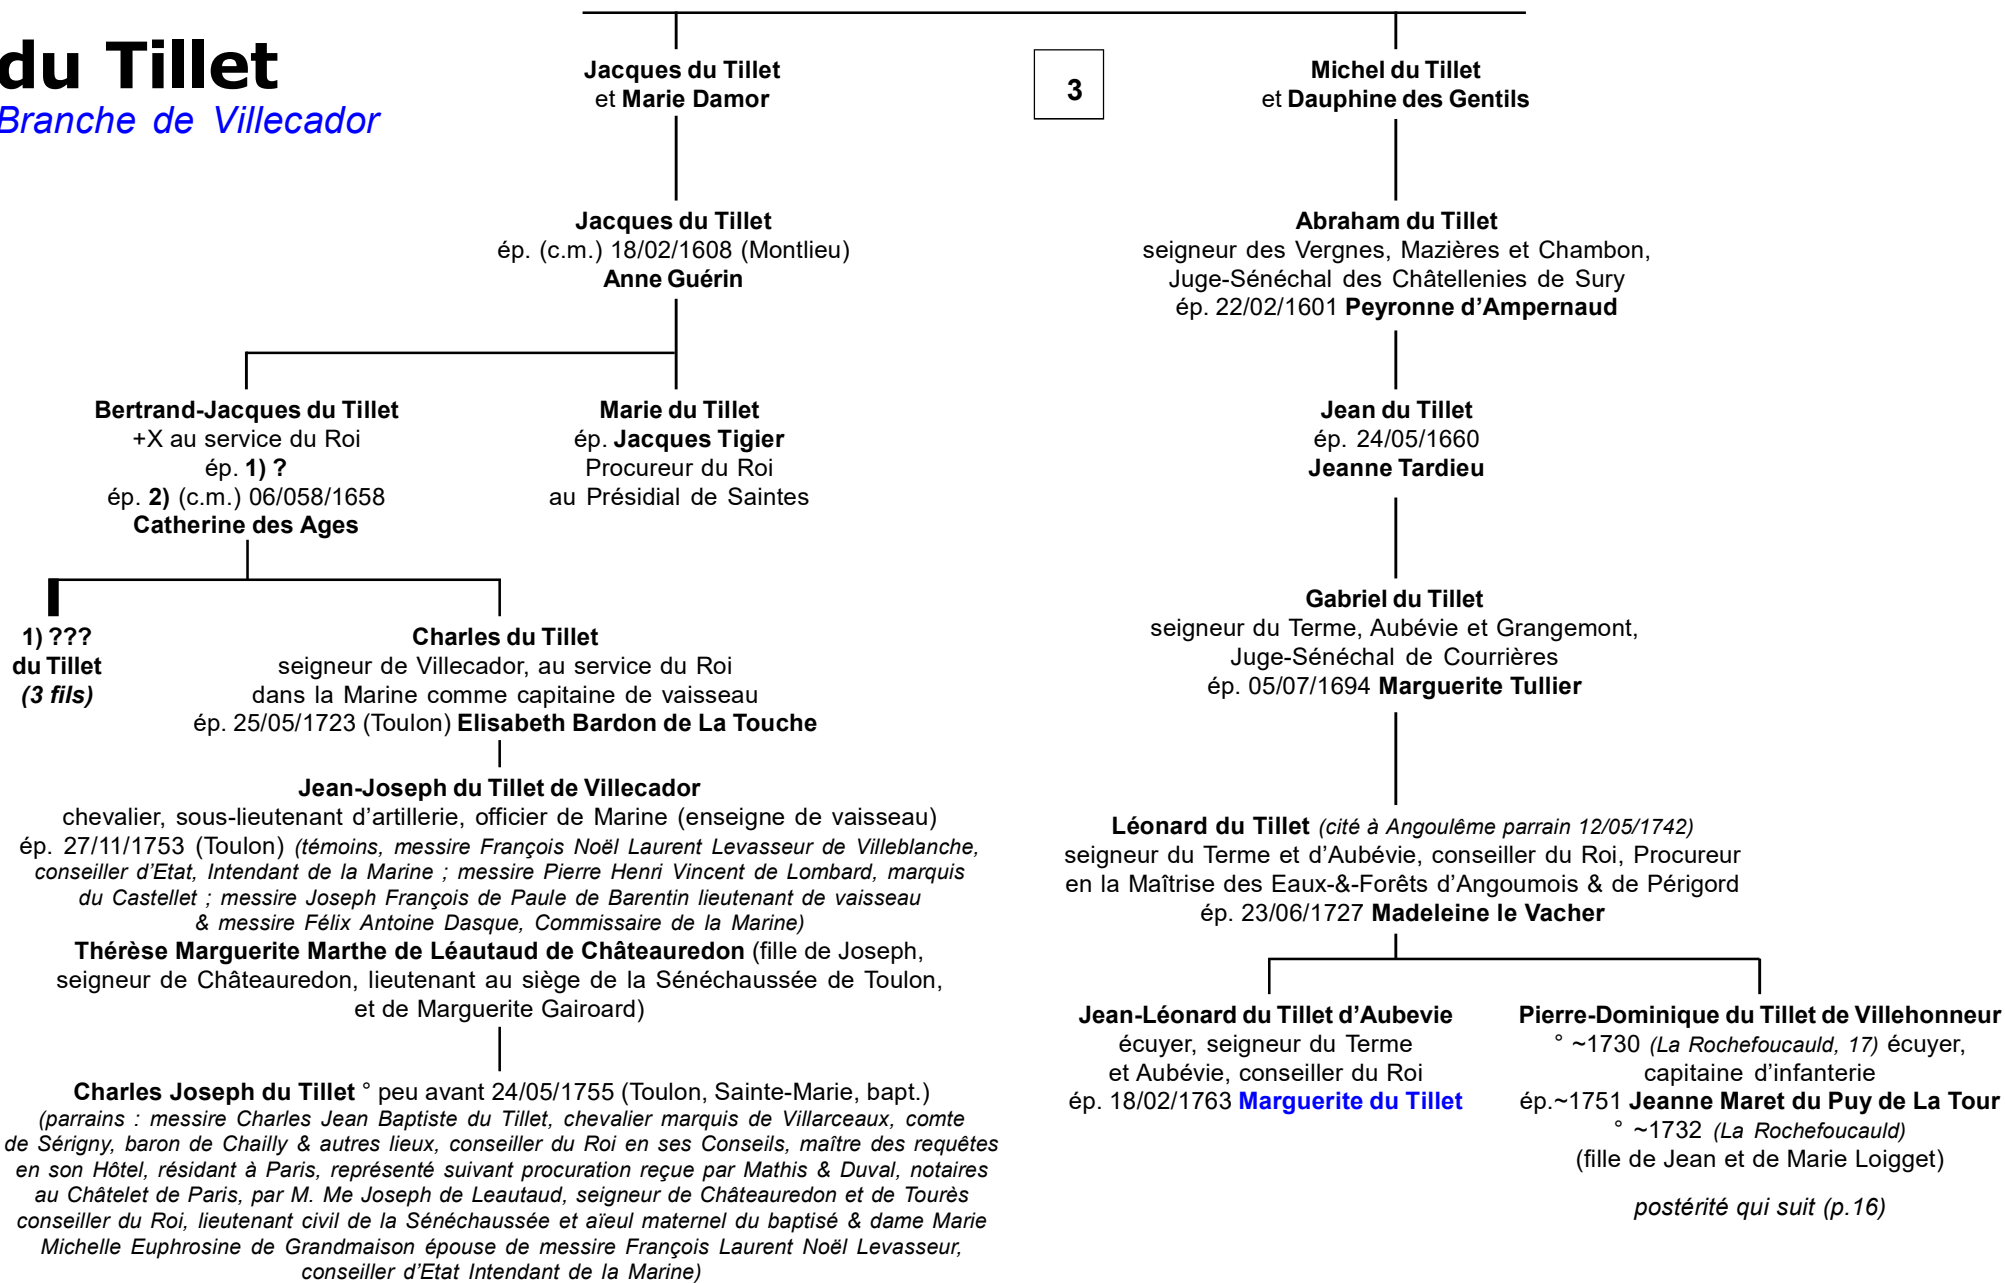 du Tillet
Branche de Villecador
Jacques du Tillet
et Marie Damor
3
Michel du Tillet
et Dauphine des Gentils
Jacques du Tillet
ép. (c.m.) 18/02/1608 (Montlieu)
Anne Guérin
Abraham du Tillet
seigneur des Vergnes, Mazières et Chambon,
Juge-Sénéchal des Châtellenies de Sury
ép. 22/02/1601 Peyronne d’Ampernaud
Bertrand-Jacques du Tillet
+X au service du Roi
ép. 1) ?
ép. 2) (c.m.) 06/058/1658
Catherine des Ages
Marie du Tillet
ép. Jacques Tigier
Procureur du Roi
au Présidial de Saintes
Jean du Tillet
ép. 24/05/1660
Jeanne Tardieu
1) ???
du Tillet
(3 fils)
Charles du Tillet
seigneur de Villecador, au service du Roi
dans la Marine comme capitaine de vaisseau
ép. 25/05/1723 (Toulon) Elisabeth Bardon de La Touche
Gabriel du Tillet
seigneur du Terme, Aubévie et Grangemont,
Juge-Sénéchal de Courrières
ép. 05/07/1694 Marguerite Tullier
Jean-Joseph du Tillet de Villecador
chevalier, sous-lieutenant d’artillerie, officier de Marine (enseigne de vaisseau)
ép. 27/11/1753 (Toulon) (témoins, messire François Noël Laurent Levasseur de Villeblanche,
conseiller d’Etat, Intendant de la Marine ; messire Pierre Henri Vincent de Lombard, marquis
du Castellet ; messire Joseph François de Paule de Barentin lieutenant de vaisseau
& messire Félix Antoine Dasque, Commissaire de la Marine)
Thérèse Marguerite Marthe de Léautaud de Châteauredon (fille de Joseph,
seigneur de Châteauredon, lieutenant au siège de la Sénéchaussée de Toulon,
et de Marguerite Gairoard)
Léonard du Tillet (cité à Angoulême parrain 12/05/1742)
seigneur du Terme et d’Aubévie, conseiller du Roi, Procureur
en la Maîtrise des Eaux-&-Forêts d’Angoumois & de Périgord
ép. 23/06/1727 Madeleine le Vacher
Charles Joseph du Tillet ° peu avant 24/05/1755 (Toulon, Sainte-Marie, bapt.)
(parrains : messire Charles Jean Baptiste du Tillet, chevalier marquis de Villarceaux, comte
de Sérigny, baron de Chailly & autres lieux, conseiller du Roi en ses Conseils, maître des requêtes
en son Hôtel, résidant à Paris, représenté suivant procuration reçue par Mathis & Duval, notaires
au Châtelet de Paris, par M. Me Joseph de Leautaud, seigneur de Châteauredon et de Tourès
conseiller du Roi, lieutenant civil de la Sénéchaussée et aïeul maternel du baptisé & dame Marie
Michelle Euphrosine de Grandmaison épouse de messire François Laurent Noël Levasseur,
conseiller d’Etat Intendant de la Marine)
Jean-Léonard du Tillet d’Aubevie
écuyer, seigneur du Terme
et Aubévie, conseiller du Roi
ép. 18/02/1763 Marguerite du Tillet
Pierre-Dominique du Tillet de Villehonneur
° ~1730 (La Rochefoucauld, 17) écuyer,
capitaine d’infanterie
ép.~1751 Jeanne Maret du Puy de La Tour
° ~1732 (La Rochefoucauld)
(fille de Jean et de Marie Loigget)
postérité qui suit (p.16)